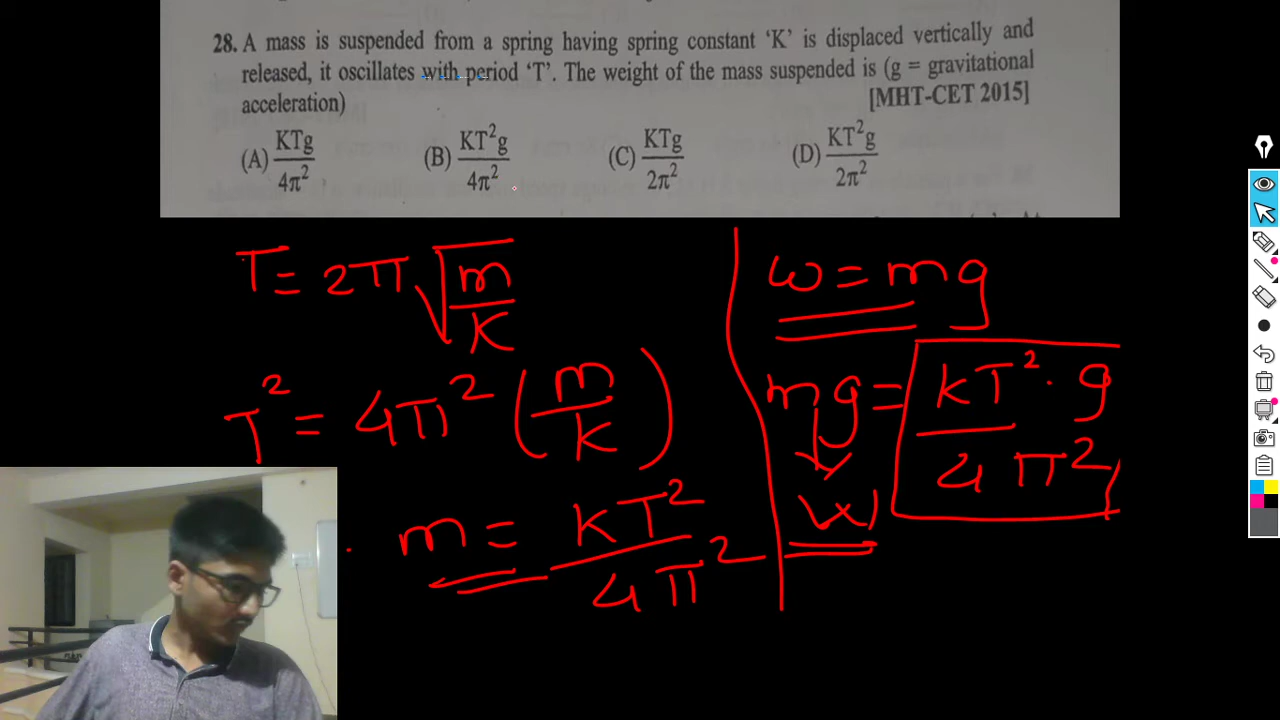 28. A mass is suspended from a spring having spring constant ‘K’ is displaced vertically and
released, it oscillates with period ‘T’. The weight of the mass suspended is (g = gravitational
acceleration) [MHT-CET 2015]
(A) KTg/4π² (B) KT²g/4π² (C) KTg/2π² (D) KT²g/2π²
T = 2π√(m/K)
T² = 4π² (m/K)
m = KT²/4π²
w = mg
mg = KT²·g/4π²
W